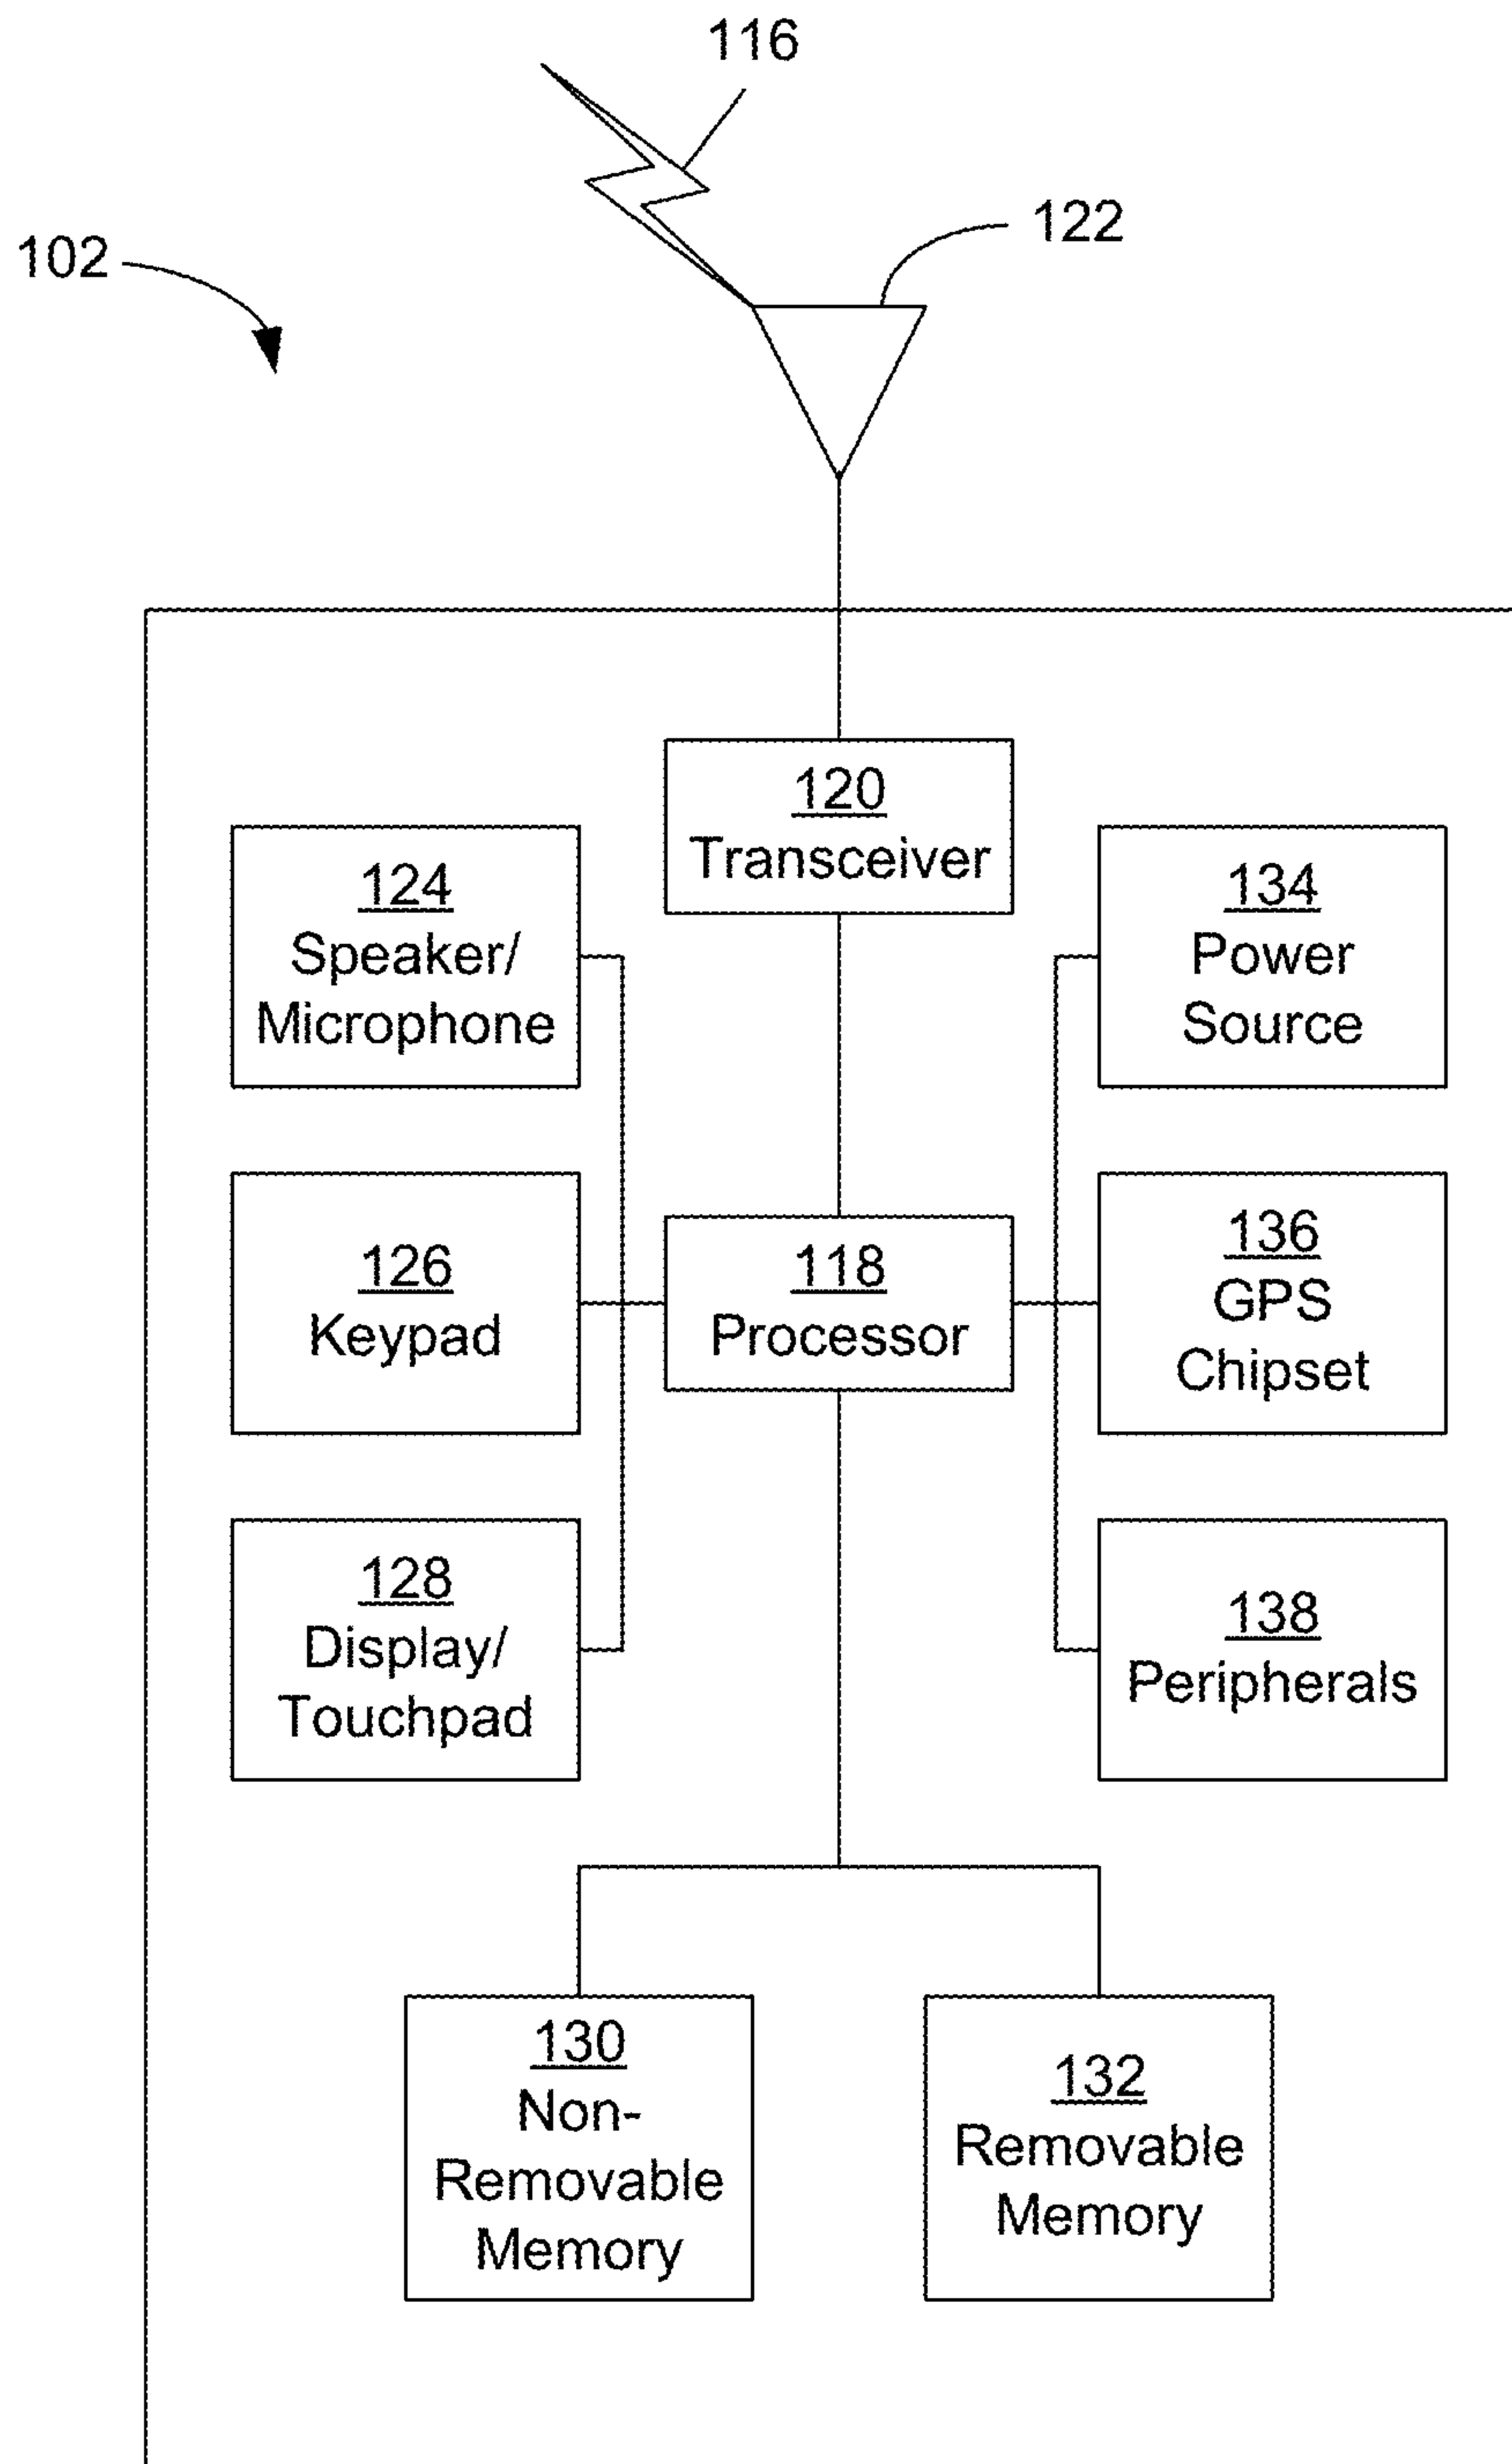 116
122
102
120
Transceiver
124
Speaker/
Microphone
134
Power
Source
126
Keypad
118
Processor
136
GPS
Chipset
128
Display/
Touchpad
138
Peripherals
130
Non-
Removable
Memory
132
Removable
Memory